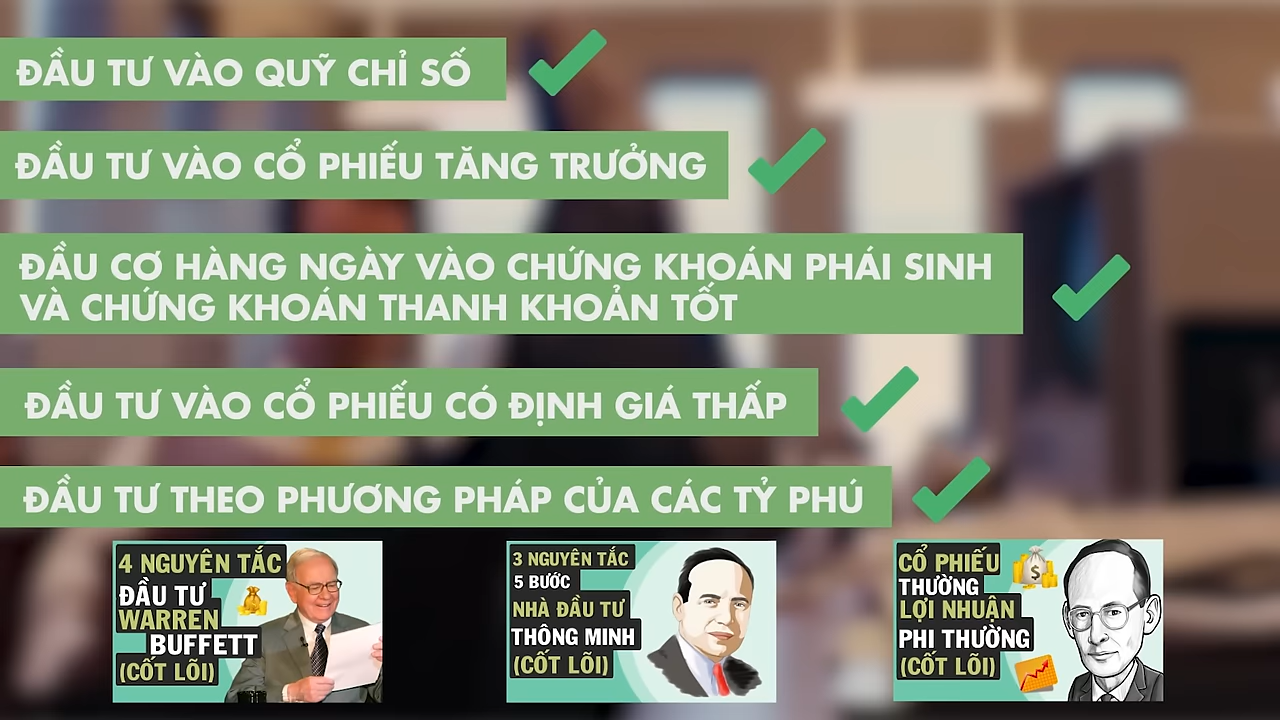 ĐẦU TƯ VÀO QUỸ CHỈ SỐ
ĐẦU TƯ VÀO CỔ PHIẾU TĂNG TRƯỞNG
ĐẦU CƠ HÀNG NGÀY VÀO CHỨNG KHOÁN PHÁI SINH
VÀ CHỨNG KHOÁN THANH KHOẢN TỐT
ĐẦU TƯ VÀO CỔ PHIẾU CÓ ĐỊNH GIÁ THẤP
ĐẦU TƯ THEO PHƯƠNG PHÁP CỦA CÁC TỶ PHÚ
4 NGUYÊN TẮC
ĐẦU TƯ
WARREN
BUFFETT
(CỐT LÕI)
3 NGUYÊN TẮC
5 BƯỚC
NHÀ ĐẦU TƯ
THÔNG MINH
(CỐT LÕI)
CỔ PHIẾU
THƯỜNG
LỢI NHUẬN
PHI THƯỜNG
(CỐT LÕI)
$